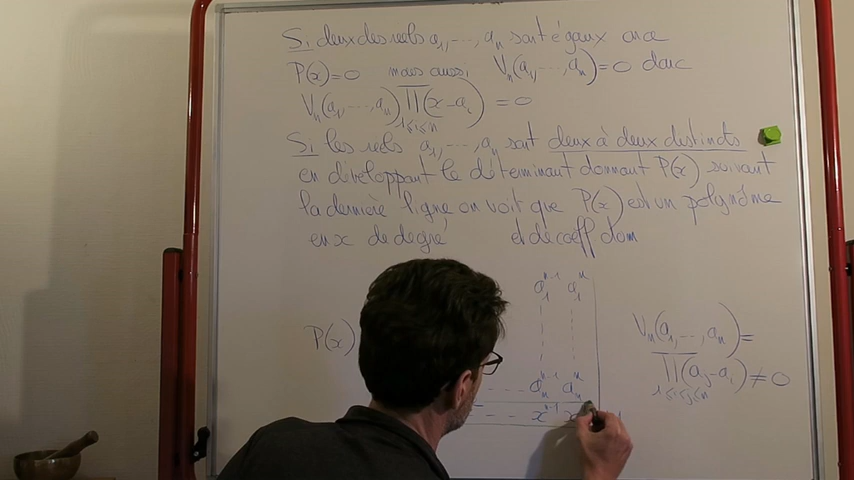 Si deux des réels a₁, ..., aₙ sont égaux on a
P(x)=0 mais aussi Vₙ(a₁, ..., aₙ)=0 donc
Vₙ(a₁, ..., aₙ) ∏ (x-aᵢ) = 0
1≤i≤n
Si les réels a₁, ..., aₙ sont deux à deux distincts
en développant le déterminant donnant P(x) suivant
la dernière ligne on voit que P(x) est un polynôme
en x de degré et de coeff dom
a₁ⁿ⁻¹ a₁ⁿ
P(x)
Vₙ(a₁, ..., aₙ)=
∏ (aⱼ-aᵢ) ≠ 0
1≤i<j≤n
aₙⁿ⁻¹ aₙⁿ
xⁿ⁻¹